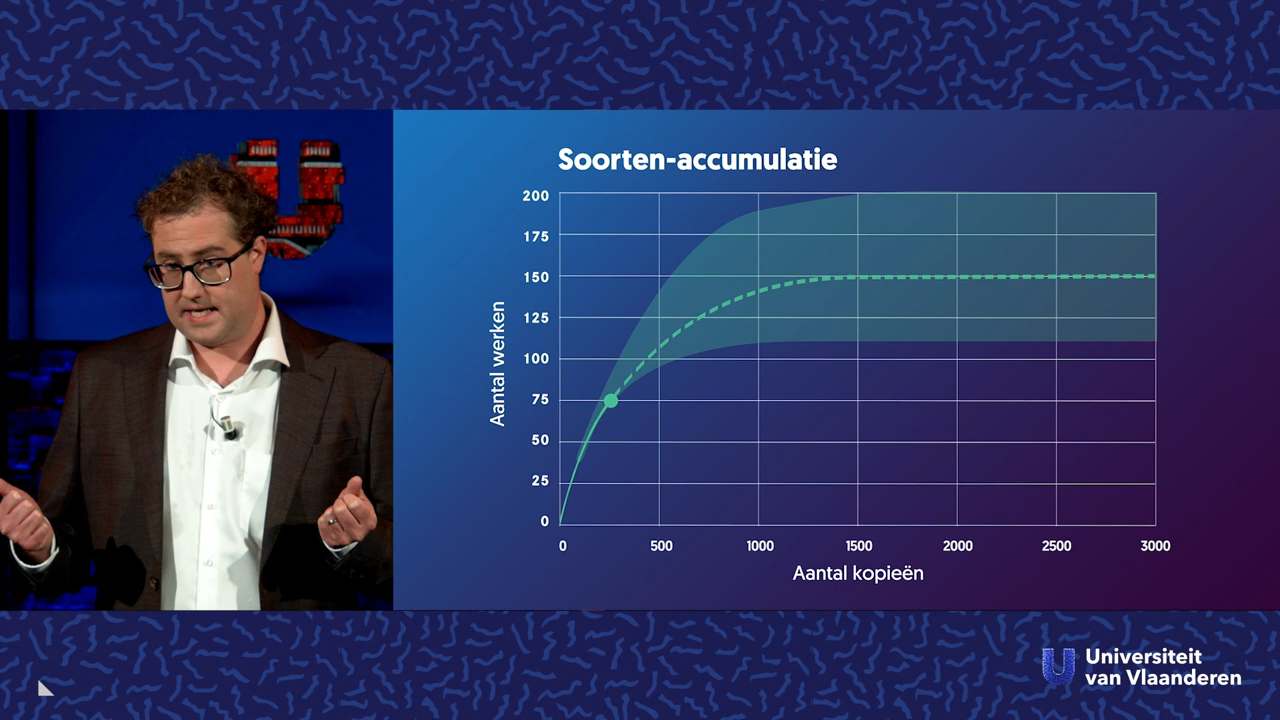 Soorten-accumulatie
200
175
150
125
100
75
50
25
0
Aantal werken
0 500 1000 1500 2000 2500 3000
Aantal kopieën
Universiteit
van Vlaanderen